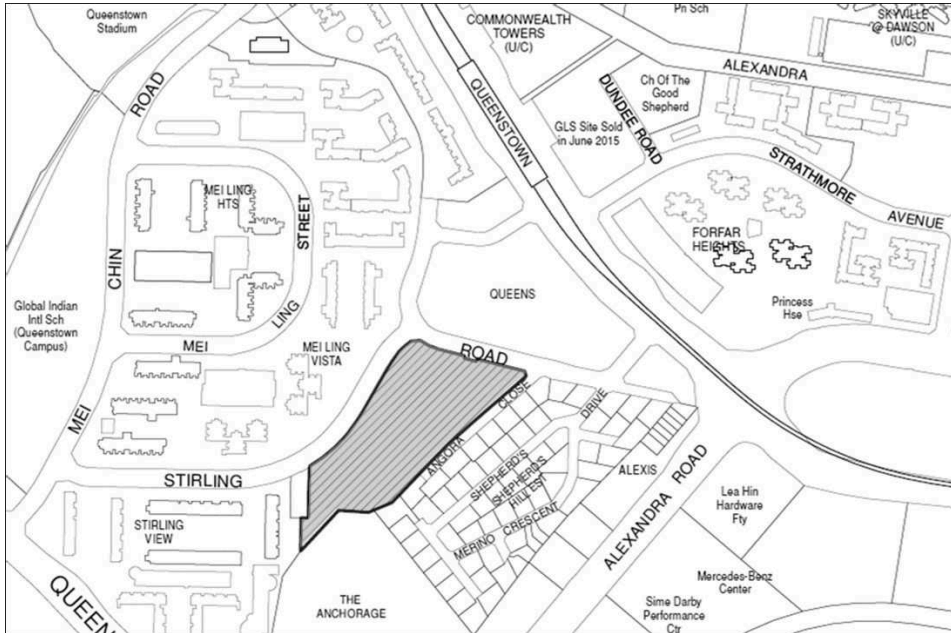 Queenstown
Stadium
COMMONWEALTH
TOWERS
(U/C)
Pri Sch
SKYVILLE
@ DAWSON
(U/C)
ALEXANDRA
ROAD
QUEENSTOWN
DUNDEE ROAD
Ch Of The
Good
Shepherd
GLS Site Sold
in June 2015
STRATHMORE
AVENUE
MEI LING
HTS
STREET
CHIN
FORFAR
HEIGHTS
Global Indian
Intl Sch
(Queenstown
Campus)
QUEENS
Princess
Hse
LING
MEI
MEI LING
VISTA
ROAD
MEI
CLOSE
DRIVE
ANGORA
STIRLING
SHEPHERD'S
SHEPHERD'S
HILL EST
ALEXIS
MERINO CRESCENT
ALEXANDRA ROAD
Lea Hin
Hardware
Fty
STIRLING
VIEW
QUEEN
THE
ANCHORAGE
Mercedes-Benz
Center
Sime Darby
Performance
Ctr